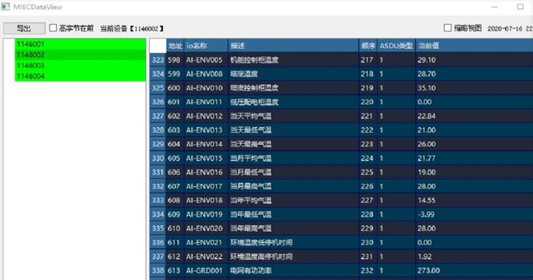 MIECDataView
导出 高字节在前 当前设备【1146002】 缩略视图 2020-07-16 22
1146001
1146002
1146003
1146004
地址 io名称 描述 顺序 ASDU类型 当前值
323 598 AI-ENV005 机舱控制柜温度 217 1 29.10
324 599 AI-ENV008 塔底温度 218 1 28.70
325 600 AI-ENV010 塔底控制柜温度 219 1 35.10
326 601 AI-ENV011 低压配电柜温度 220 1 0.00
327 602 AI-ENV012 当天平均气温 221 1 22.84
328 603 AI-ENV013 当天最低气温 222 1 21.00
329 604 AI-ENV014 当天最高气温 223 1 26.00
330 605 AI-ENV015 当月平均气温 224 1 21.77
331 606 AI-ENV016 当月最低气温 225 1 19.00
332 607 AI-ENV017 当月最高气温 226 1 28.00
333 608 AI-ENV018 当年平均气温 227 1 14.55
334 609 AI-ENV019 当年最低气温 228 1 -3.99
335 610 AI-ENV020 当年最高气温 229 1 28.00
336 611 AI-ENV021 环境温度低停机时间 230 1 0.00
337 612 AI-ENV022 环境温度高停机时间 231 1 1.92
338 613 AI-GRD001 电网有功功率 232 1 273.00